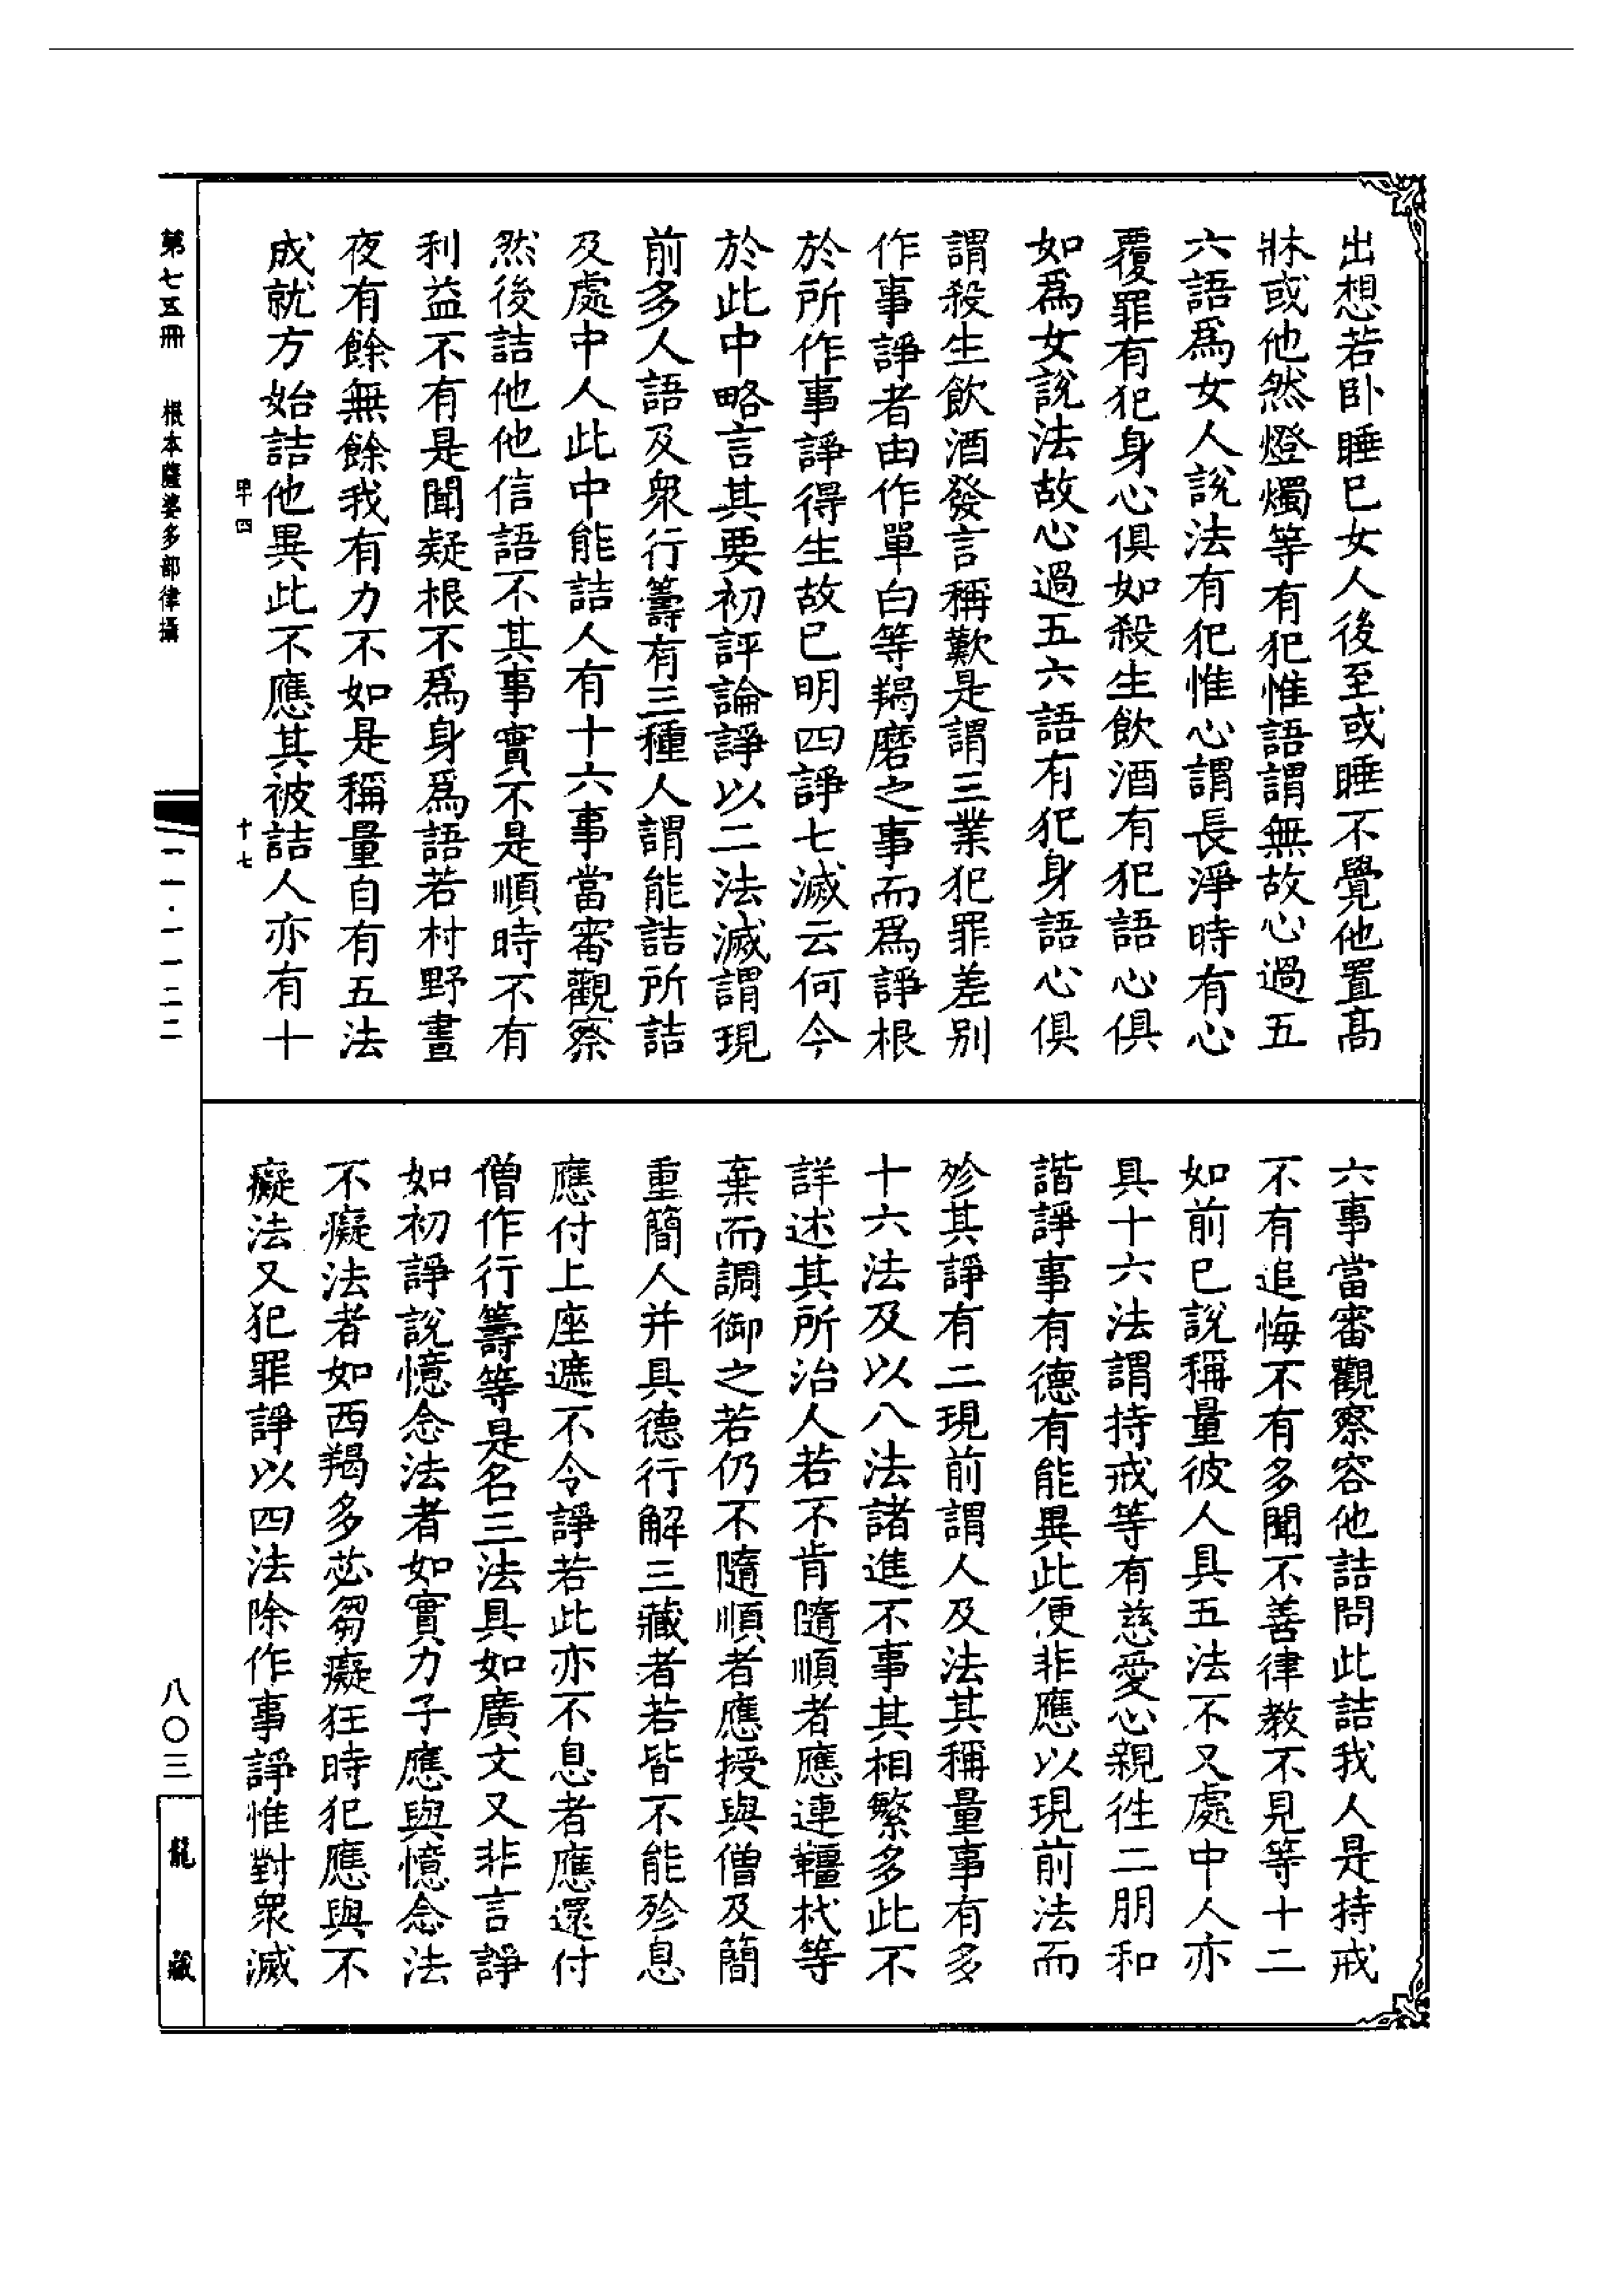 出想若卧睡已女人後至或睡不覺他置高
牀或他然燈燭等有犯惟語謂無故心過五
六語爲女人說法有犯惟心謂長淨時有心
覆罪有犯身心俱如殺生飲酒有犯語心俱
如爲女說法故心過五六語有犯身語心俱
謂殺生飲酒發言稱歎是謂三業犯罪差别
作事諍者由作單白等羯磨之事而爲諍根
於所作事諍得生故已明四諍七滅云何今
於此中略言其要初評論諍以二法滅謂現
前多人語及衆行籌有三種人謂能詰所詰
及處中人此中能詰人有十六事當審觀察
然後詰他他信語不其事實不是順時不有
利益不有是聞疑根不爲身爲語若村野晝
夜有餘無餘我有力不如是稱量自有五法
成就方始詰他異此不應其被詰人亦有十
甲四 十七
六事當審觀察容他詰問此詰我人是持戒
不有追悔不有多聞不善律教不見等十二
如前已說稱量彼人具五法不又處中人亦
具十六法謂持戒等有慈愛心親徃二朋和
諧諍事有德有能異此便非應以現前法而
殄其諍有二現前謂人及法其稱量事有多
十六法及以八法諸進不事其相繁多此不
詳述其所治人若不肯隨順者應連韁杙等
棄而調御之若仍不隨順者應授與僧及簡
重簡人并具德行解三藏者若皆不能殄息
應付上座遮不令諍若此亦不息者應還付
僧作行籌等是名三法具如廣文又非言諍
如初諍說憶念法者如實力子應與憶念法
不癡法者如西羯多苾芻癡狂時犯應與不
癡法又犯罪諍以四法除作事諍惟對衆滅
第七五冊 根本薩婆多部律攝
一一·一一二二
八〇三
龍藏